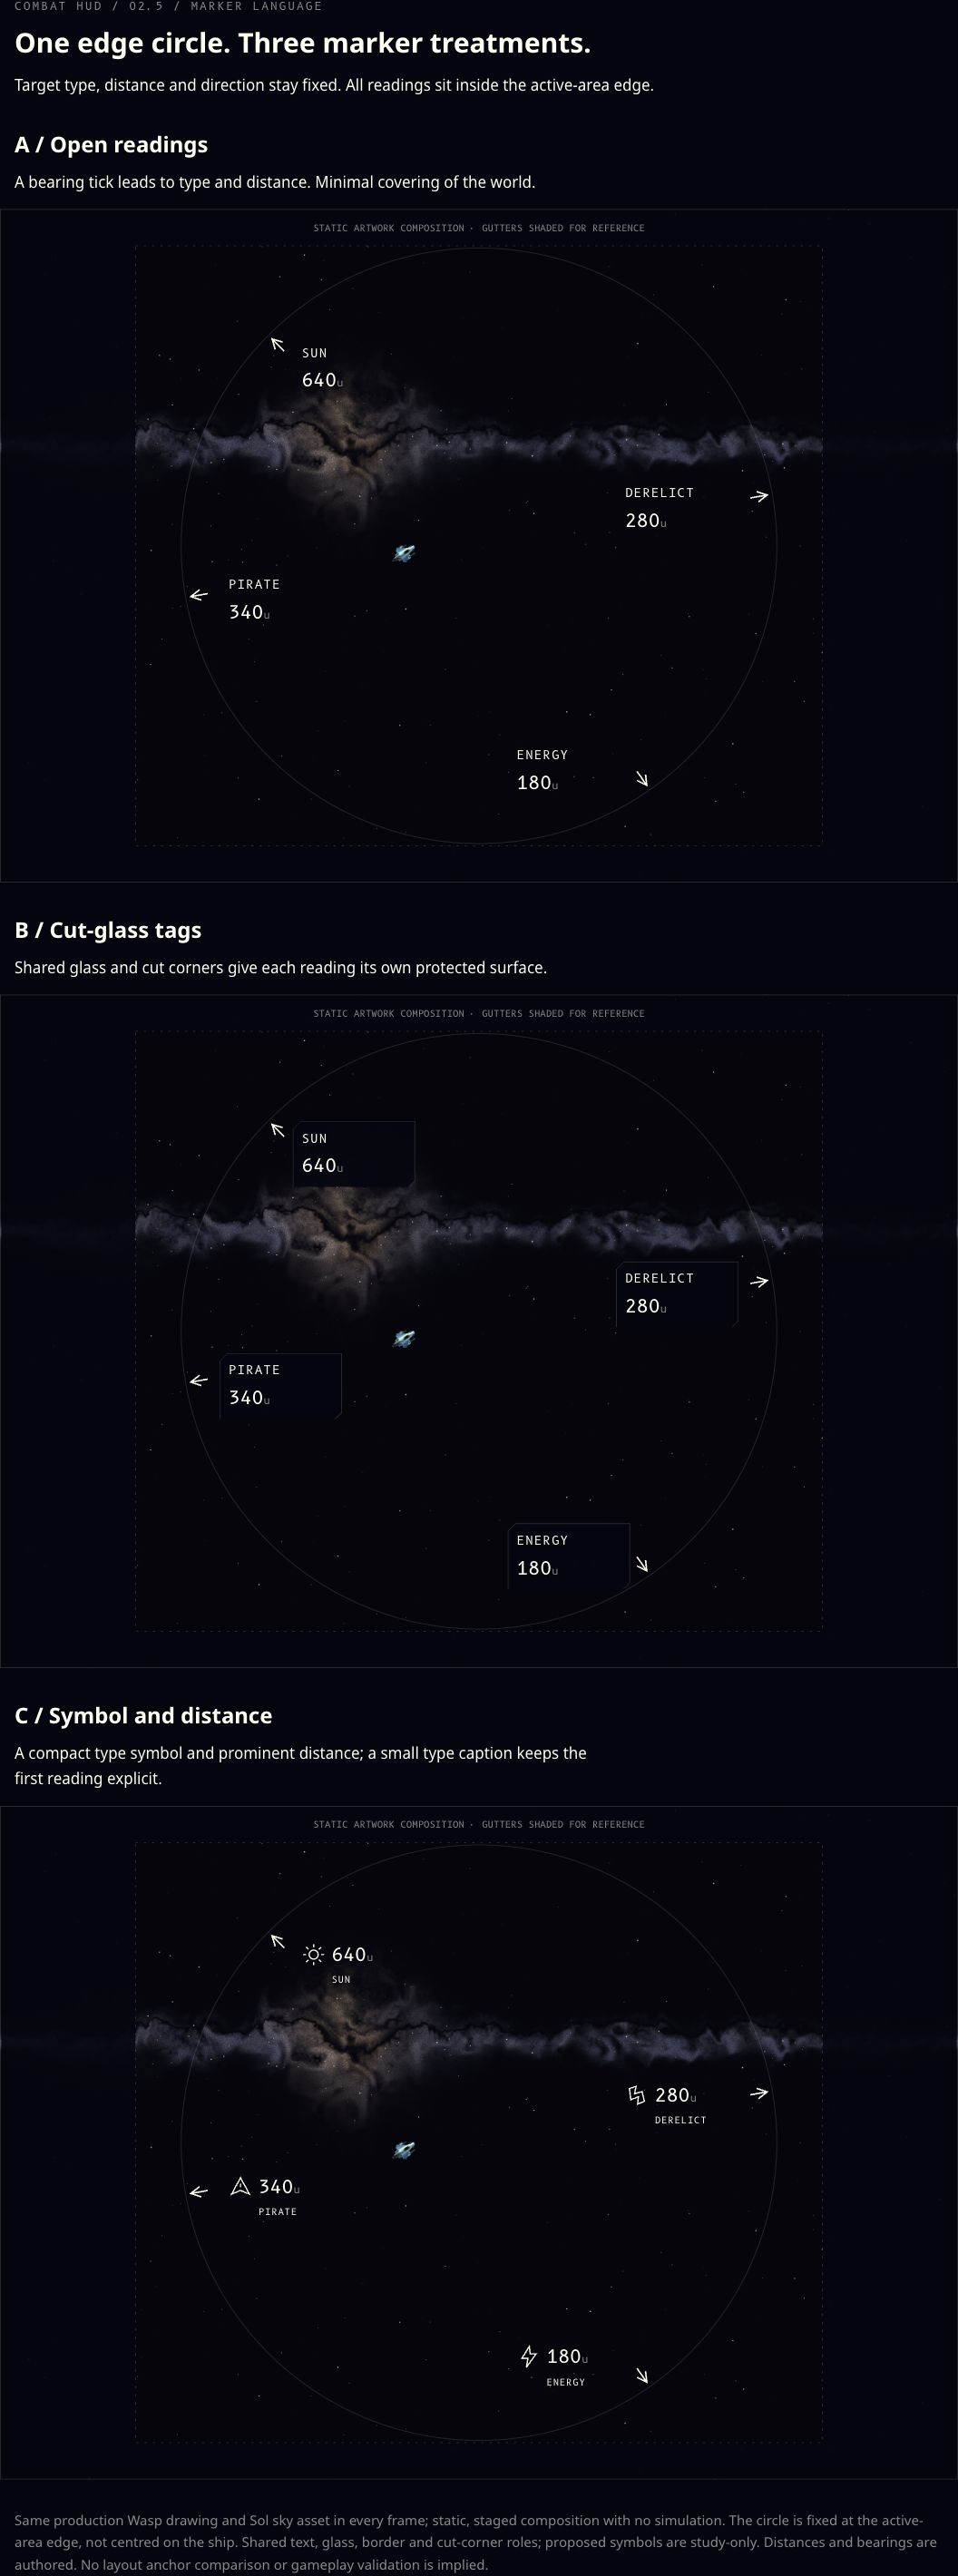 COMBAT HUD / 02.5 / MARKER LANGUAGE
One edge circle. Three marker treatments.
Target type, distance and direction stay fixed. All readings sit inside the active-area edge.
A / Open readings
A bearing tick leads to type and distance. Minimal covering of the world.
STATIC ARTWORK COMPOSITION · GUTTERS SHADED FOR REFERENCE
SUN
640u
DERELICT
280u
PIRATE
340u
ENERGY
180u
B / Cut-glass tags
Shared glass and cut corners give each reading its own protected surface.
STATIC ARTWORK COMPOSITION · GUTTERS SHADED FOR REFERENCE
SUN
640u
DERELICT
280u
PIRATE
340u
ENERGY
180u
C / Symbol and distance
A compact type symbol and prominent distance; a small type caption keeps the
first reading explicit.
STATIC ARTWORK COMPOSITION · GUTTERS SHADED FOR REFERENCE
640u
SUN
280u
DERELICT
340u
PIRATE
180u
ENERGY
Same production Wasp drawing and Sol sky asset in every frame; static, staged composition with no simulation. The circle is fixed at the active-
area edge, not centred on the ship. Shared text, glass, border and cut-corner roles; proposed symbols are study-only. Distances and bearings are
authored. No layout anchor comparison or gameplay validation is implied.